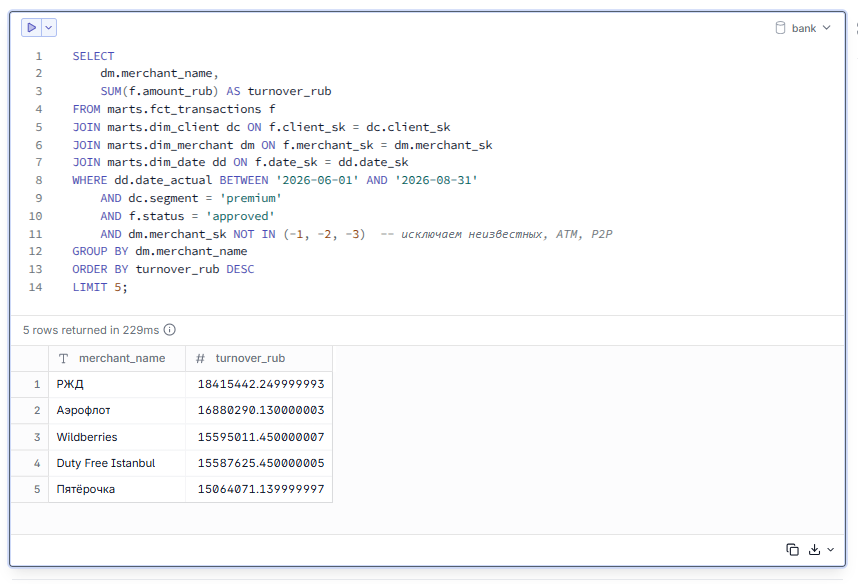 bank
1 SELECT
2 dm.merchant_name,
3 SUM(f.amount_rub) AS turnover_rub
4 FROM marts.fct_transactions f
5 JOIN marts.dim_client dc ON f.client_sk = dc.client_sk
6 JOIN marts.dim_merchant dm ON f.merchant_sk = dm.merchant_sk
7 JOIN marts.dim_date dd ON f.date_sk = dd.date_sk
8 WHERE dd.date_actual BETWEEN '2026-06-01' AND '2026-08-31'
9 AND dc.segment = 'premium'
10 AND f.status = 'approved'
11 AND dm.merchant_sk NOT IN (-1, -2, -3) -- исключаем неизвестных, ATM, P2P
12 GROUP BY dm.merchant_name
13 ORDER BY turnover_rub DESC
14 LIMIT 5;
5 rows returned in 229ms
merchant_name # turnover_rub
1 РЖД 18415442.249999993
2 Аэрофлот 16880290.130000003
3 Wildberries 15595011.450000007
4 Duty Free Istanbul 15587625.450000005
5 Пятёрочка 15064071.139999997